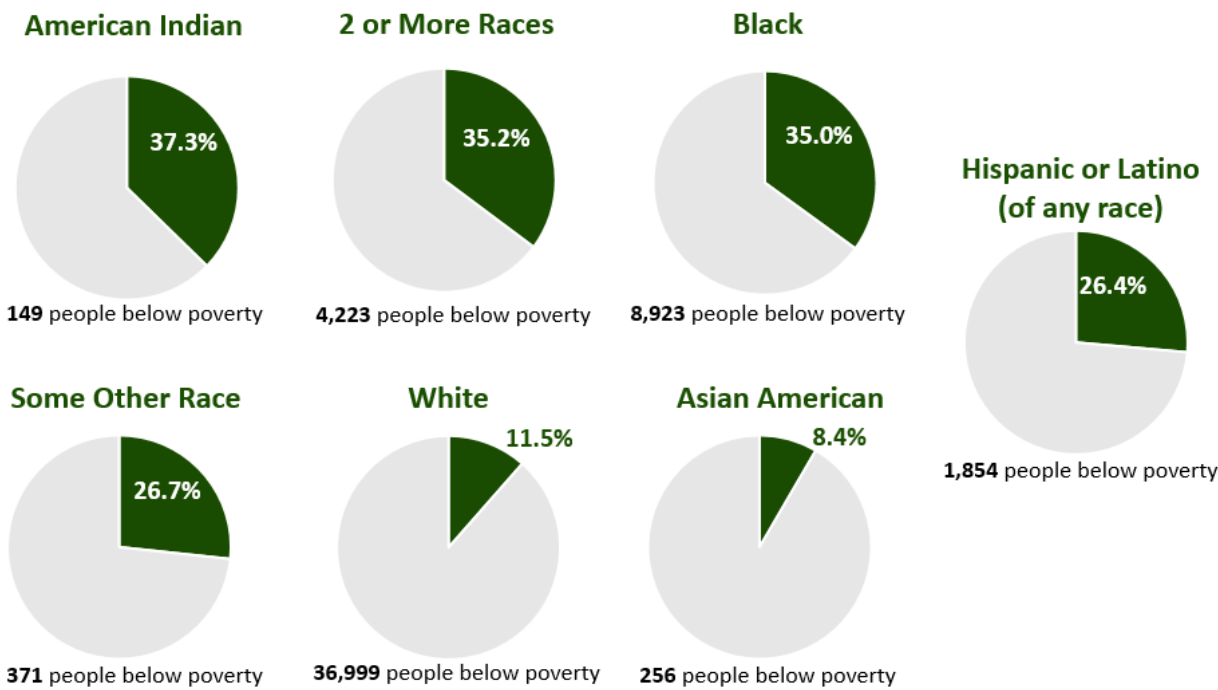 American Indian
37.3%
149 people below poverty
2 or More Races
35.2%
4,223 people below poverty
Black
35.0%
8,923 people below poverty
Hispanic or Latino
(of any race)
26.4%
1,854 people below poverty
Some Other Race
26.7%
371 people below poverty
White
11.5%
36,999 people below poverty
Asian American
8.4%
256 people below poverty